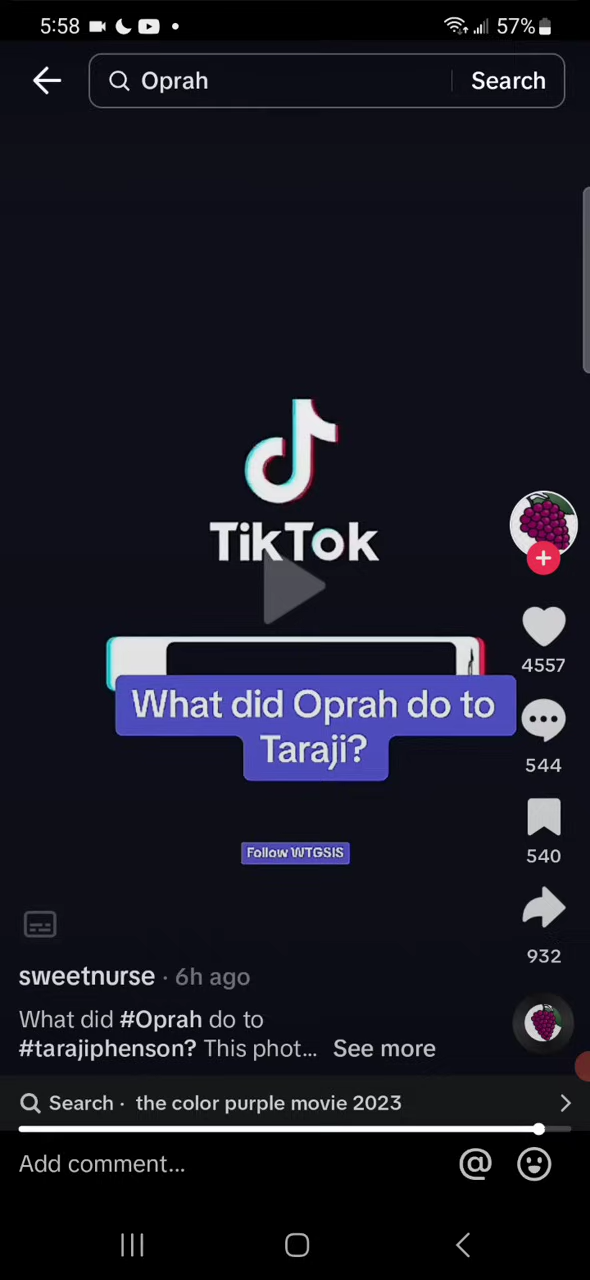 5:58
57%
Oprah
Search
TikTok
What did Oprah do to
Taraji?
4557
544
Follow WTGSIS
540
932
sweetnurse · 6h ago
What did #Oprah do to
#tarajiphenson? This phot... See more
Search · the color purple movie 2023
Add comment...
@